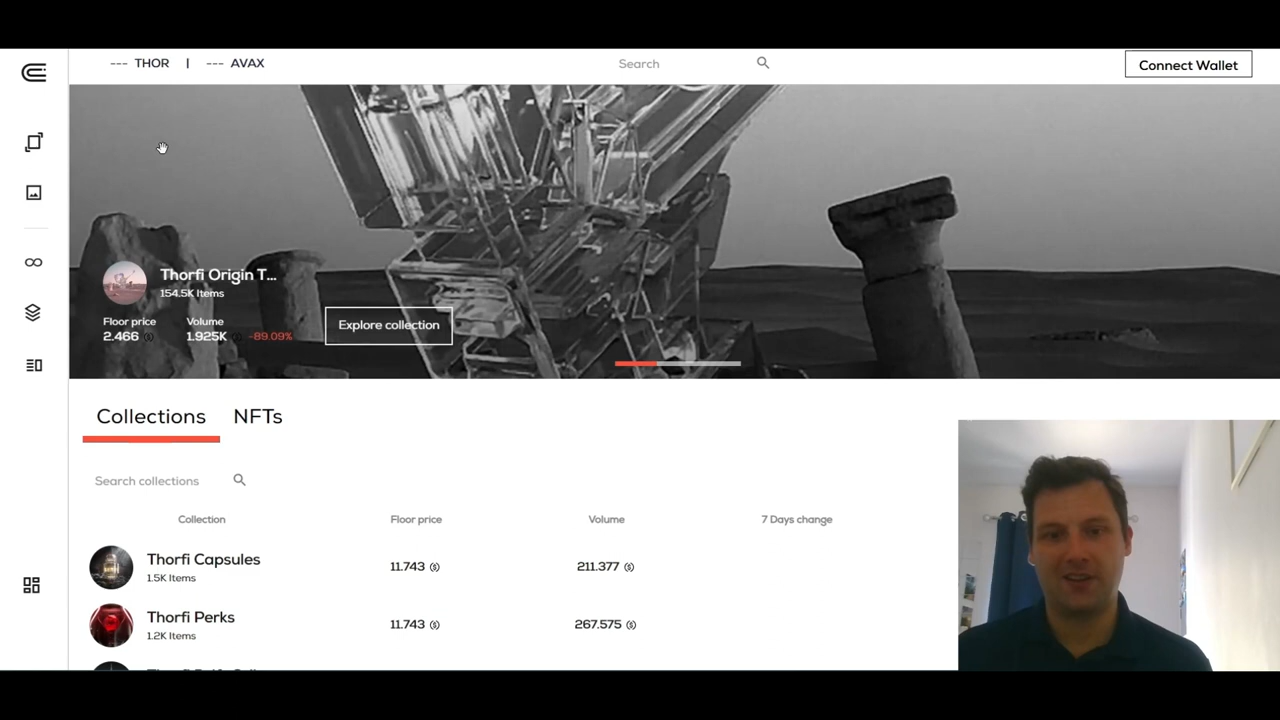 --- THOR | --- AVAX
Search
Connect Wallet
Thorfi Origin T...
154.5K Items
Floor price
Volume
2.466
1.925K
-89.09%
Explore collection
Collections
NFTs
Search collections
Collection
Floor price
Volume
7 Days change
Thorfi Capsules
1.5K Items
11.743
211.377
Thorfi Perks
1.2K Items
11.743
267.575